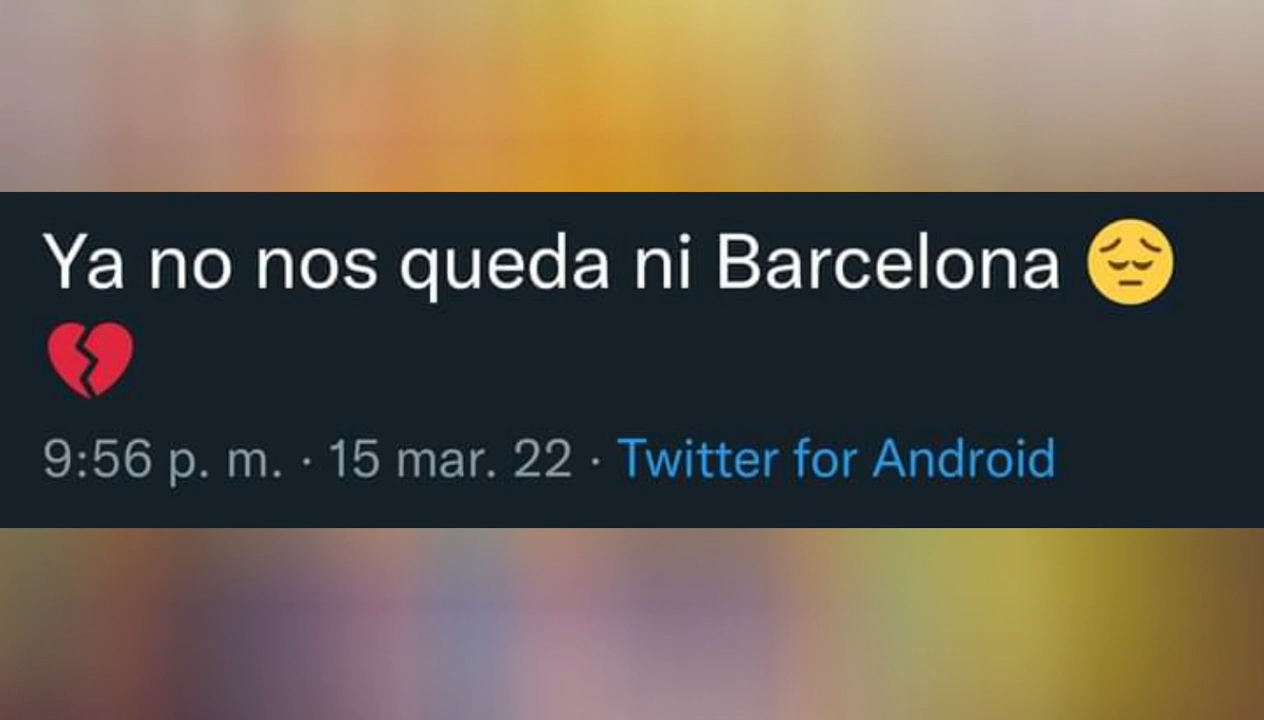 Ya no nos queda ni Barcelona 😔
💔
9:56 p. m. · 15 mar. 22 · Twitter for Android